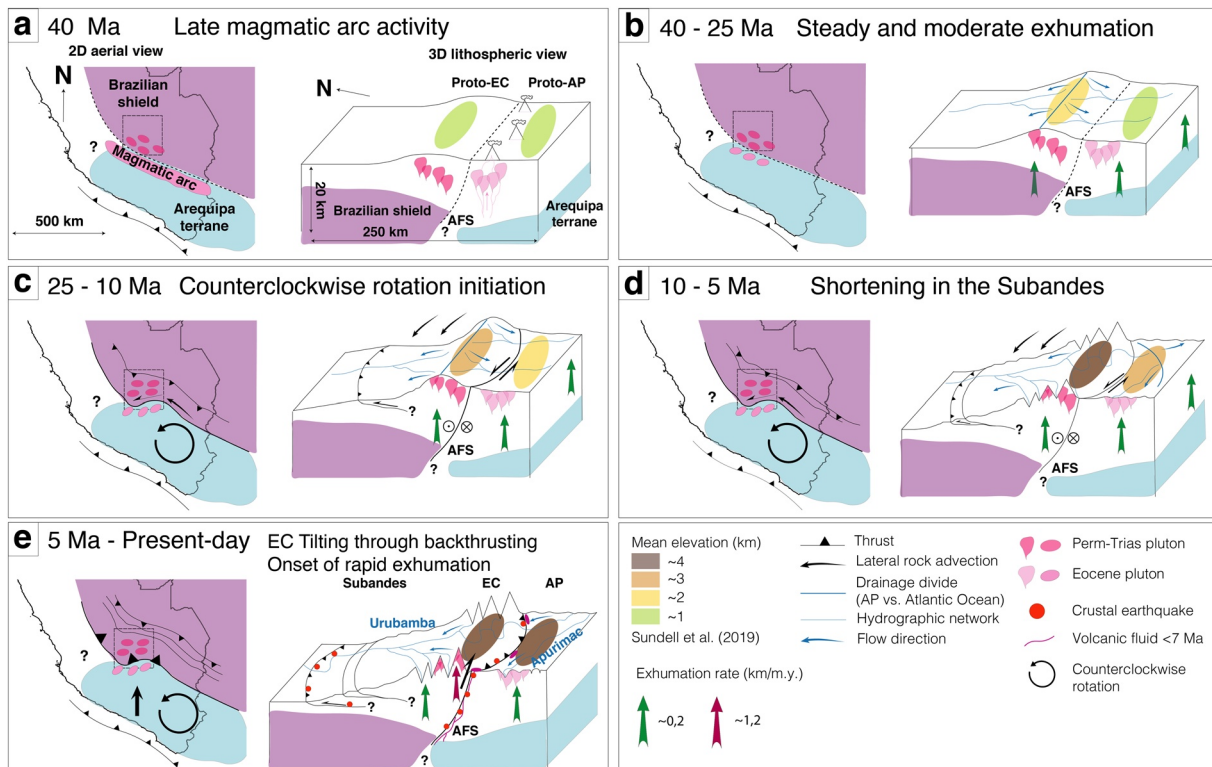 a 40 Ma Late magmatic arc activity
2D aerial view
3D lithospheric view
N
Brazilian
shield
?
Magmatic arc
Arequipa
terrane
500 km
N
Proto-EC Proto-AP
20 km
Brazilian shield
AFS
?
250 km
Arequipa
terrane
b 40 - 25 Ma Steady and moderate exhumation
?
AFS
?
c 25 - 10 Ma Counterclockwise rotation initiation
?
?
AFS
?
d 10 - 5 Ma Shortening in the Subandes
?
?
AFS
?
e 5 Ma - Present-day EC Tilting through backthrusting
Onset of rapid exhumation
?
Subandes EC AP
Urubamba
Apurimac
?
?
AFS
?
Mean elevation (km)
~4
~3
~2
~1
Sundell et al. (2019)
Exhumation rate (km/m.y.)
~0,2
~1,2
Thrust
Lateral rock advection
Drainage divide
(AP vs. Atlantic Ocean)
Hydrographic network
Flow direction
Perm-Trias pluton
Eocene pluton
Crustal earthquake
Volcanic fluid <7 Ma
Counterclockwise
rotation